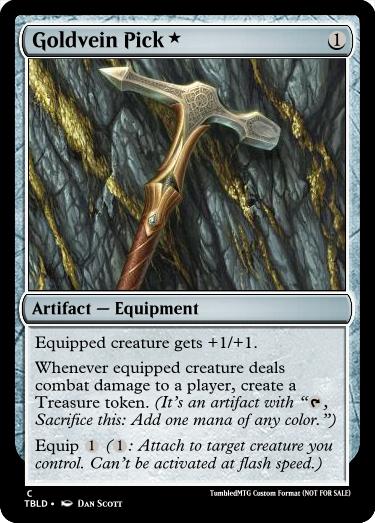 Goldvein Pick ★ 1
Artifact — Equipment
Equipped creature gets +1/+1.
Whenever equipped creature deals
combat damage to a player, create a
Treasure token. (It's an artifact with “,
Sacrifice this: Add one mana of any color.”)
Equip 1 (1: Attach to target creature you
control. Can't be activated at flash speed.)
C
TBLD • Dan Scott
TumbledMTG Custom Format (NOT FOR SALE)